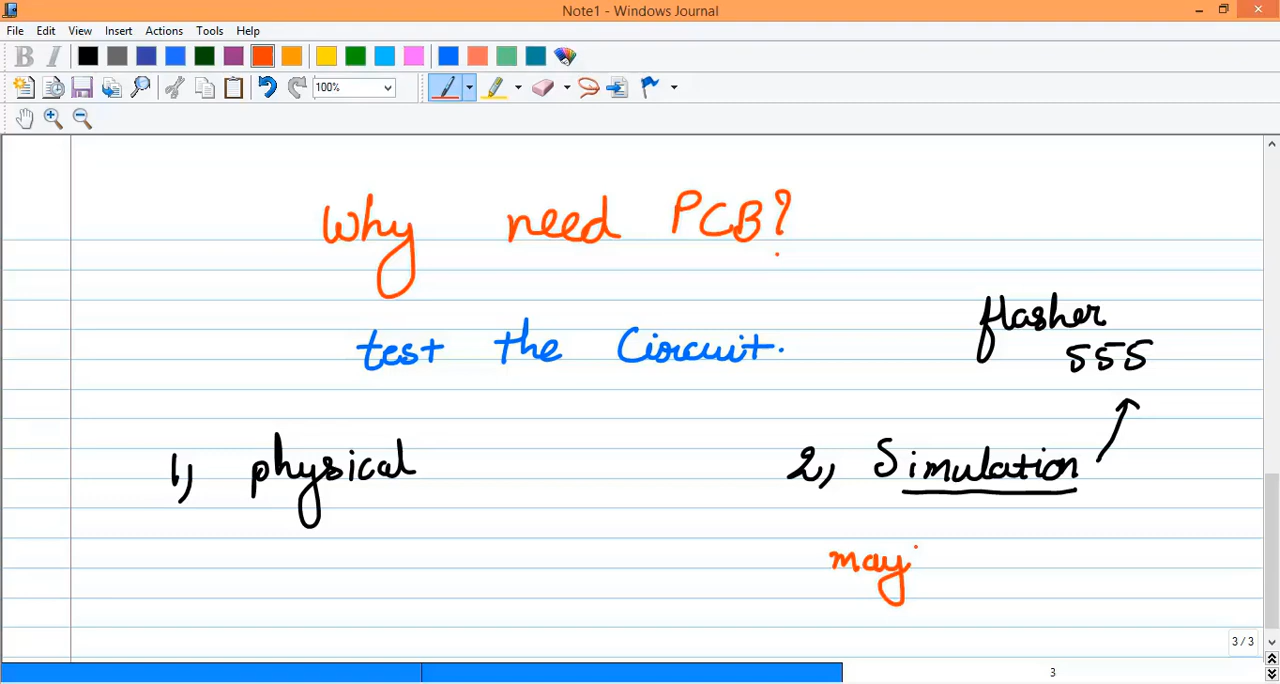 Note1 - Windows Journal
File Edit View Insert Actions Tools Help
B I
100%
Why need PCB?
flasher
555
test the Circuit.
1, physical
2, Simulation
may
3 / 3
3